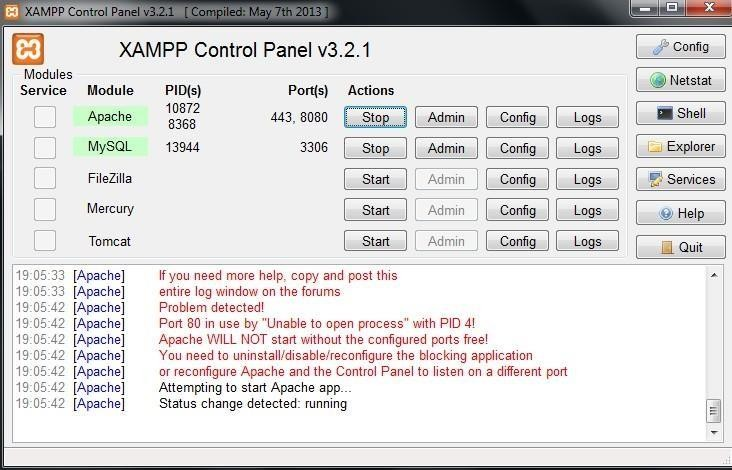 XAMPP Control Panel v3.2.1 [ Compiled: May 7th 2013 ]
XAMPP Control Panel v3.2.1
Config
Modules
Service Module PID(s) Port(s) Actions
Netstat
Apache 10872 8368 443, 8080 Stop Admin Config Logs
Shell
MySQL 13944 3306 Stop Admin Config Logs
Explorer
FileZilla Start Admin Config Logs
Services
Mercury Start Admin Config Logs
Help
Tomcat Start Admin Config Logs
Quit
19:05:33 [Apache] If you need more help, copy and post this
19:05:33 [Apache] entire log window on the forums
19:05:42 [Apache] Problem detected!
19:05:42 [Apache] Port 80 in use by "Unable to open process" with PID 4!
19:05:42 [Apache] Apache WILL NOT start without the configured ports free!
19:05:42 [Apache] You need to uninstall/disable/reconfigure the blocking application
19:05:42 [Apache] or reconfigure Apache and the Control Panel to listen on a different port
19:05:42 [Apache] Attempting to start Apache app...
19:05:42 [Apache] Status change detected: running